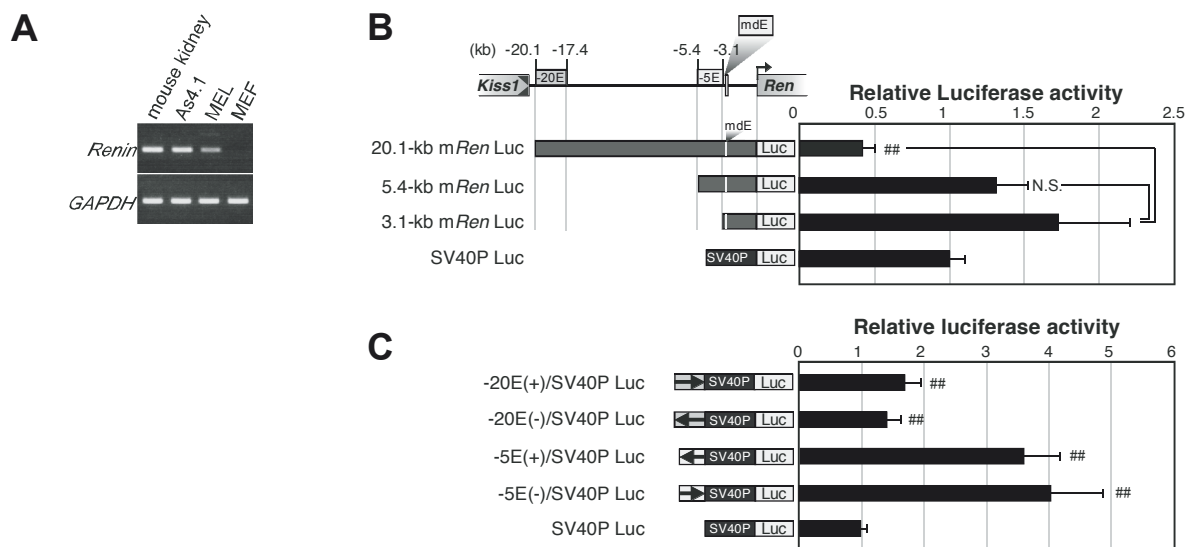 A
mouse kidney
As4.1
MEL
MEF
Renin
GAPDH
B
mdE
(kb) -20.1 -17.4 -5.4 -3.1
-20E -5E
Kiss1 Ren
Relative Luciferase activity
0 0.5 1 1.5 2 2.5
mdE
20.1-kb mRen Luc Luc ##
5.4-kb mRen Luc Luc N.S.
3.1-kb mRen Luc Luc
SV40P Luc SV40P Luc
C
Relative luciferase activity
0 1 2 3 4 5 6
-20E(+)/SV40P Luc SV40P Luc ##
-20E(-)/SV40P Luc SV40P Luc ##
-5E(+)/SV40P Luc SV40P Luc ##
-5E(-)/SV40P Luc SV40P Luc ##
SV40P Luc SV40P Luc